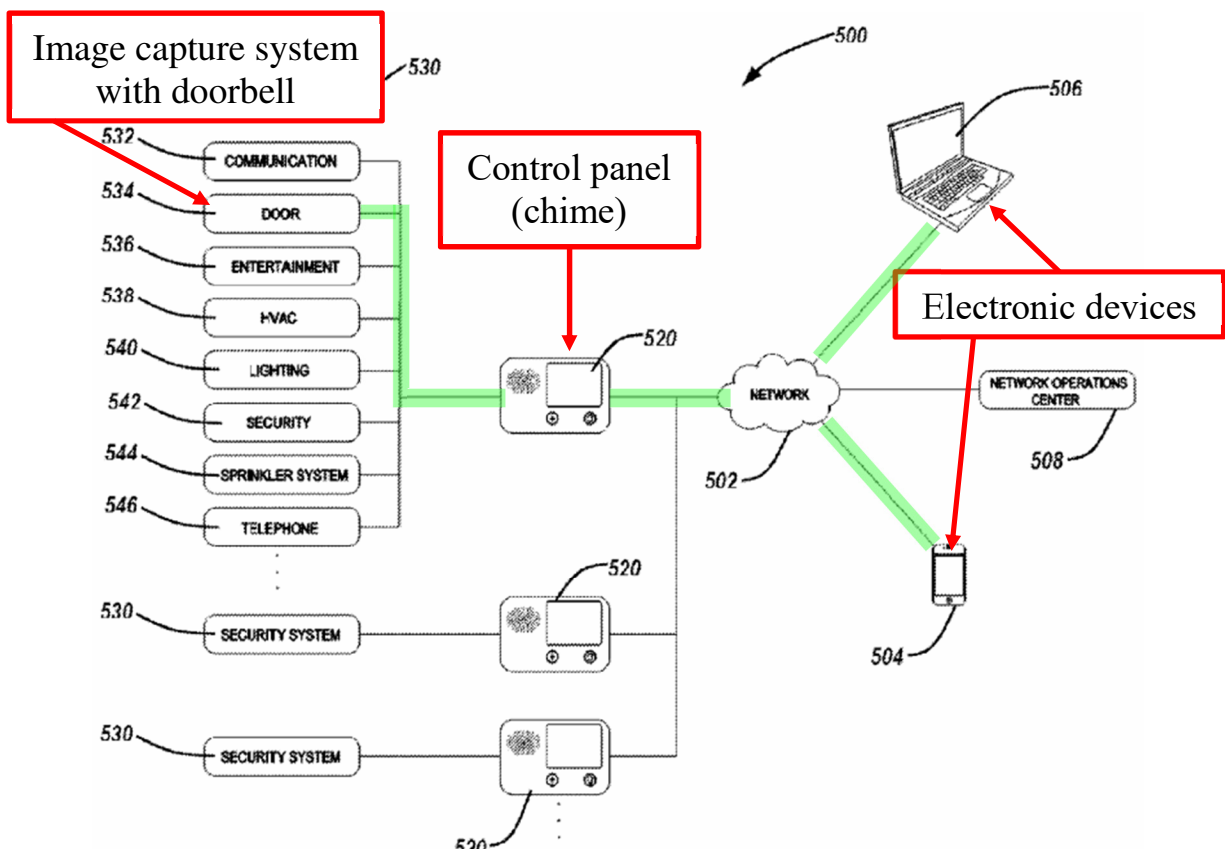 Image capture system
with doorbell
530
500
506
532
COMMUNICATION
Control panel
(chime)
534
DOOR
536
ENTERTAINMENT
Electronic devices
538
HVAC
520
540
LIGHTING
NETWORK
NETWORK OPERATIONS
CENTER
542
SECURITY
502
508
544
SPRINKLER SYSTEM
546
TELEPHONE
520
530
SECURITY SYSTEM
504
530
SECURITY SYSTEM